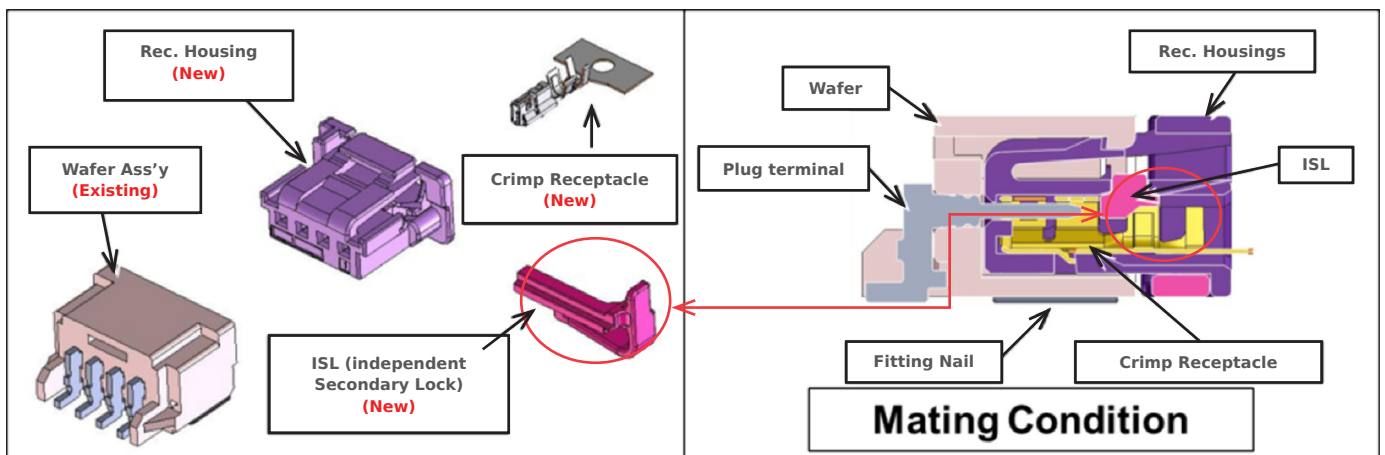 Rec. Housing
(New)
Wafer Ass’y
(Existing)
Crimp Receptacle
(New)
ISL (independent
Secondary Lock)
(New)
Rec. Housings
Wafer
Plug terminal
ISL
Fitting Nail
Crimp Receptacle
Mating Condition